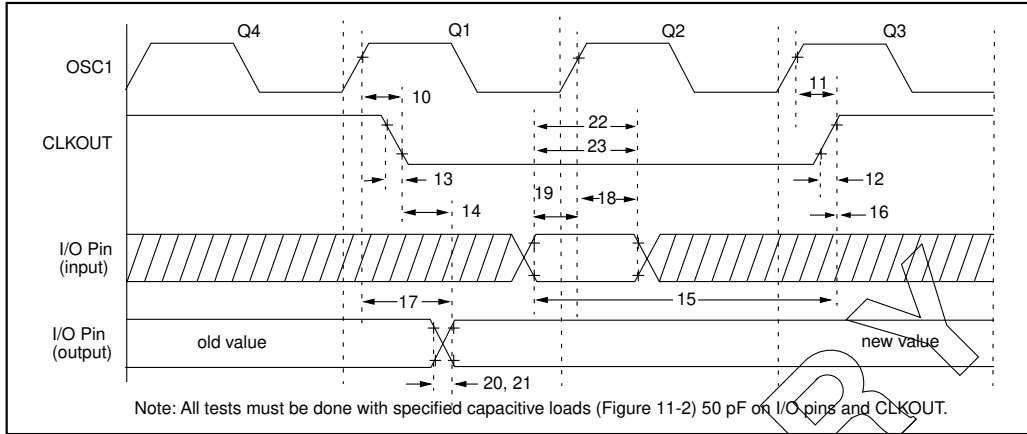 Q4 Q1 Q2 Q3
OSC1
11
10
22
CLKOUT
23
13
12
19
18
14
16
I/O Pin
(input)
17
15
I/O Pin
(output)
old value
new value
20, 21
Note: All tests must be done with specified capacitive loads (Figure 11-2) 50 pF on I/O pins and CLKOUT.
R Y